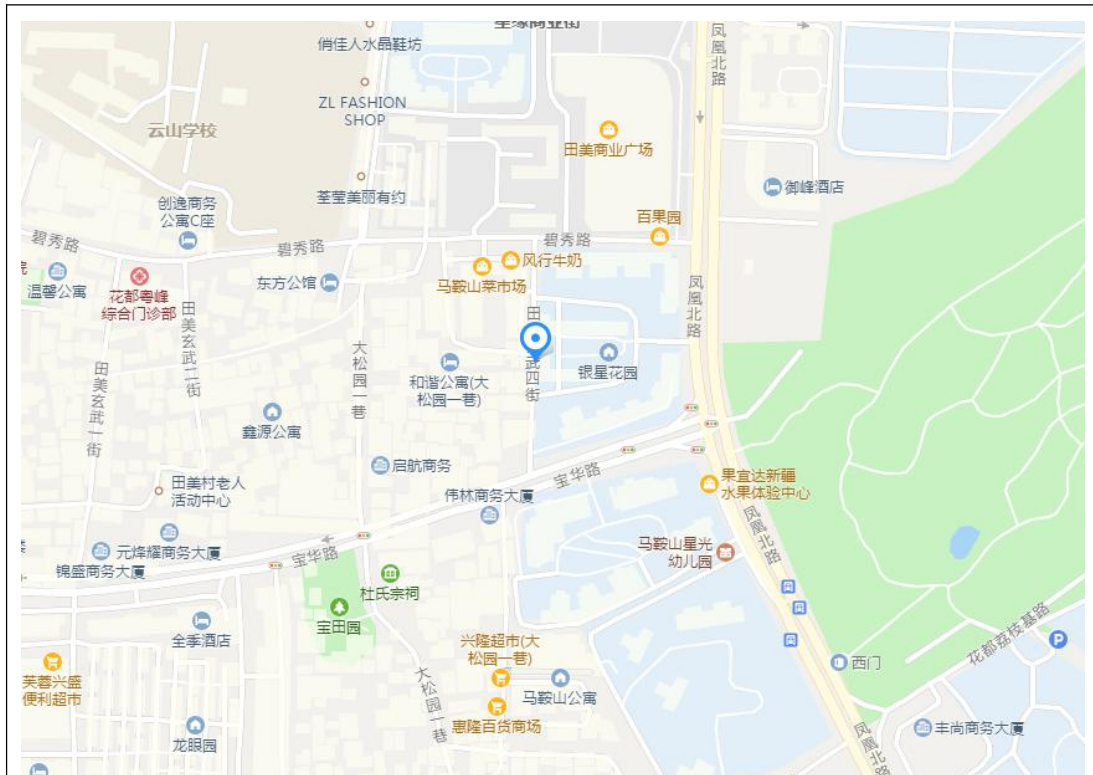 星缘商业街
俏佳人水晶鞋坊
凤凰北路
ZL FASHION
SHOP
云山学校
田美商业广场
荃莹美丽有约
御峰酒店
创逸商务
公寓C座
百果园
碧秀路
碧秀路
碧秀路
风行牛奶
东方公馆
马鞍山菜市场
温馨公寓
花都粤峰
综合门诊部
凤凰北路
田美玄武二街
田
武四街
大松园一巷
田美玄武一街
和谐公寓(大
松园一巷)
银星花园
鑫源公寓
启航商务
宝华路
果宜达新疆
水果体验中心
田美村老人
活动中心
伟林商务大厦
凤凰北路
元烽耀商务大厦
宝华路
马鞍山星光
幼儿园
锦盛商务大厦
杜氏宗祠
宝田园
全季酒店
兴隆超市(大
松园一巷)
花都荔枝基路
P
西门
芙蓉兴盛
便利超市
大松园一巷
马鞍山公寓
惠隆百货商场
龙眼园
凤凰北路
丰尚商务大厦